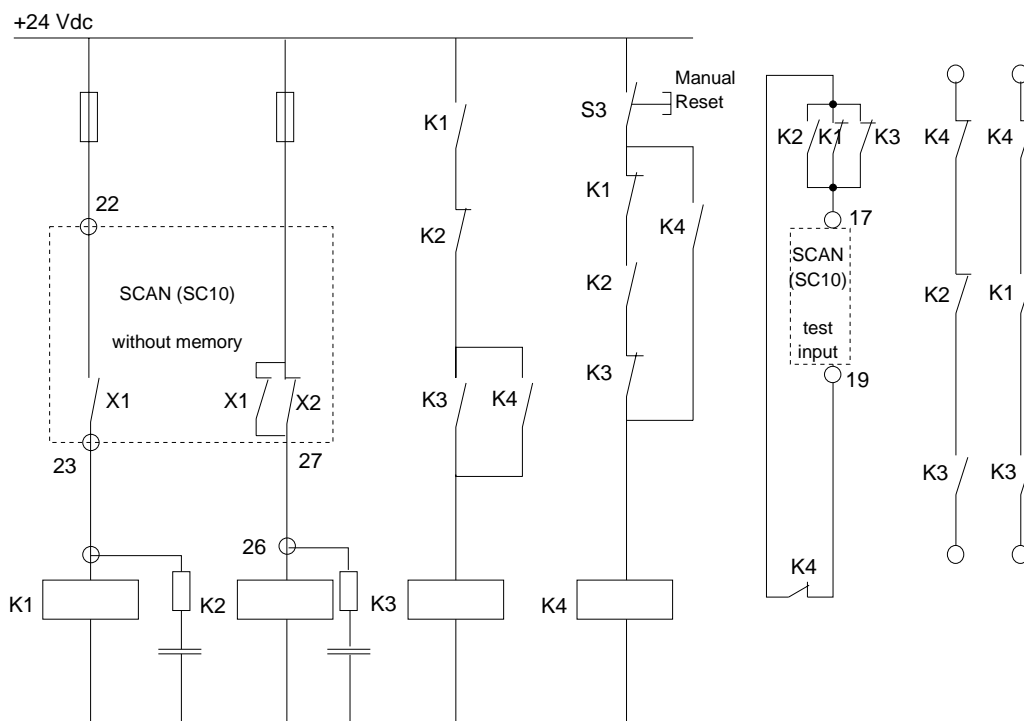 +24 Vdc
Manual
Reset
S3
K1
K2 K1 K3
K4 K4
K1
22
K2
K4
17
SCAN (SC10)
without memory
K2
SCAN
(SC10)
test
input
K2 K1
X1 X1 X2
K3 K4
K3
19
23
27
K3 K3
26
K4
K1
K2
K3
K4